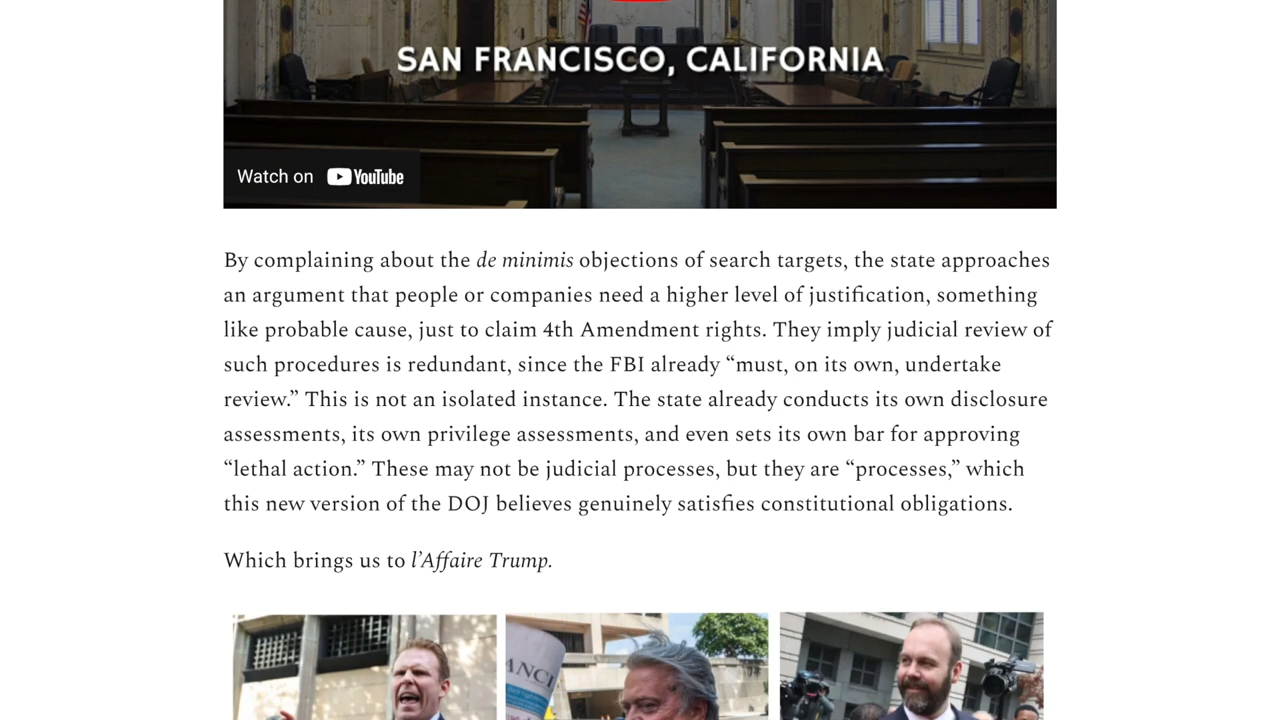 SAN FRANCISCO, CALIFORNIA
Watch on YouTube
By complaining about the de minimis objections of search targets, the state approaches
an argument that people or companies need a higher level of justification, something
like probable cause, just to claim 4th Amendment rights. They imply judicial review of
such procedures is redundant, since the FBI already “must, on its own, undertake
review.” This is not an isolated instance. The state already conducts its own disclosure
assessments, its own privilege assessments, and even sets its own bar for approving
“lethal action.” These may not be judicial processes, but they are “processes,” which
this new version of the DOJ believes genuinely satisfies constitutional obligations.
Which brings us to l’Affaire Trump.